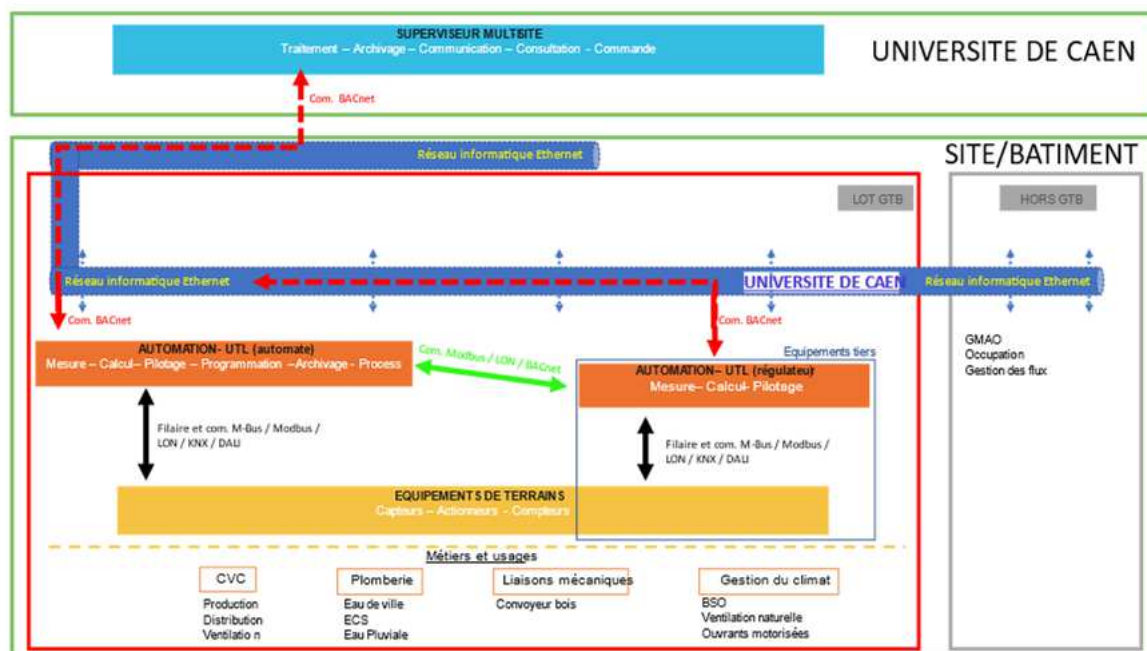 SUPERVISEUR MULTISITE
Traitement – Archivage – Communication – Consultation - Commande
UNIVERSITE DE CAEN
Com. BACnet
Réseau informatique Ethernet
SITE/BATIMENT
LOT GTB
HORS GTB
Réseau informatique Ethernet
UNIVERSITE DE CAEN
Réseau informatique Ethernet
Com. BACnet
Com. BACnet
AUTOMATION- UTL (automate)
Mesure – Calcul – Pilotage – Programmation –Archivage - Process
Com. Modbus / LON / BACnet
Equipements tiers
AUTOMATION– UTL (régulateur)
Mesure– Calcul- Pilotage
GMAO
Occupation
Gestion des flux
Filaire et com. M-Bus / Modbus /
LON / KNX / DALI
Filaire et com. M-Bus / Modbus /
LON / KNX / DALI
EQUIPEMENTS DE TERRAINS
Capteurs – Actionneurs - Compteurs
Métiers et usages
CVC
Production
Distribution
Ventilatio n
Plomberie
Eau de ville
ECS
Eau Pluviale
Liaisons mécaniques
Convoyeur bois
Gestion du climat
BSO
Ventilation naturelle
Ouvrants motorisées